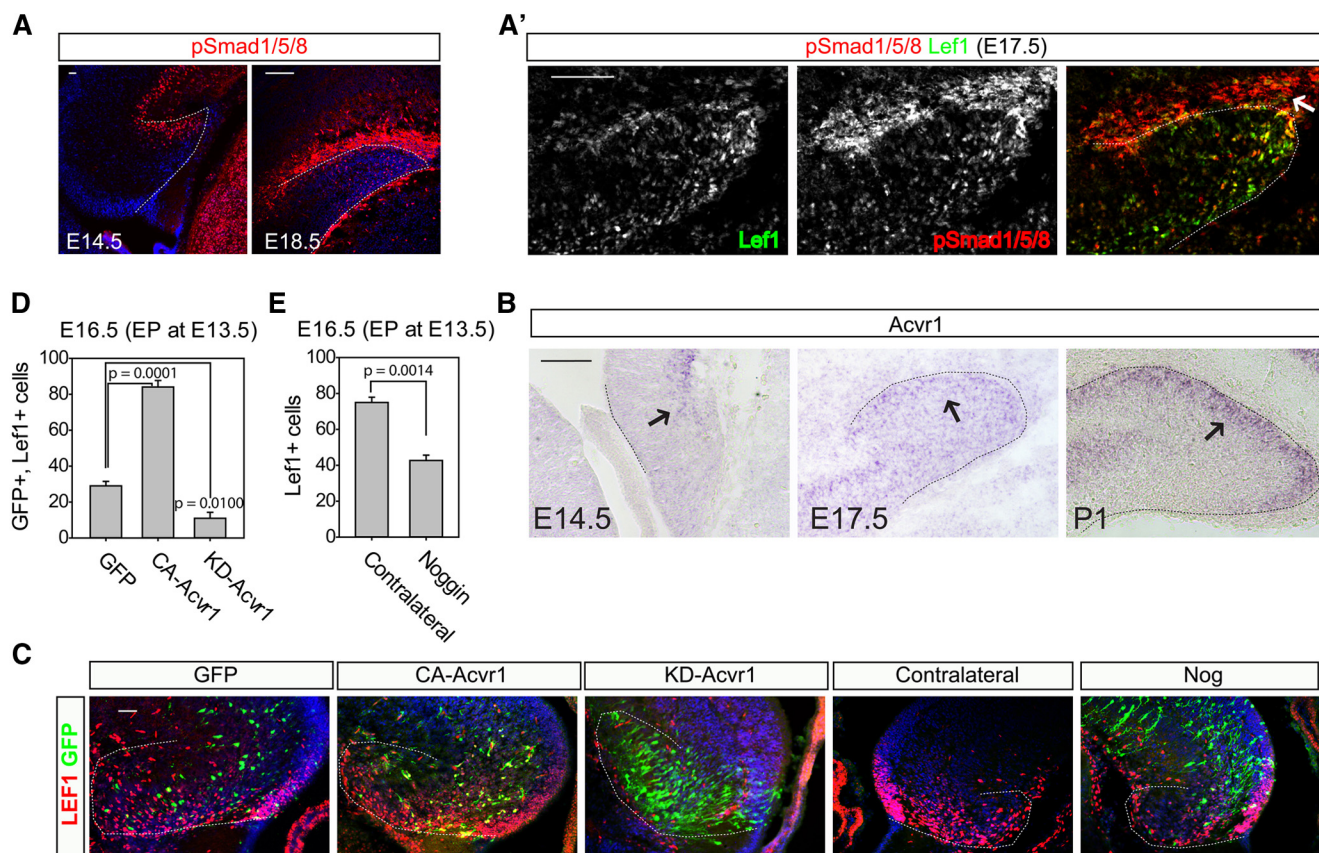 A
pSmad1/5/8
E14.5
E18.5
A'
pSmad1/5/8 Lef1 (E17.5)
Lef1
pSmad1/5/8
D
E16.5 (EP at E13.5)
GFP+, Lef1+ cells
100
80
60
40
20
0
p = 0.0001
p = 0.0100
GFP
CA-Acvr1
KD-Acvr1
E
E16.5 (EP at E13.5)
Lef1+ cells
100
80
60
40
20
0
p = 0.0014
Contralateral
Noggin
B
Acvr1
E14.5
E17.5
P1
C
LEF1 GFP
GFP
CA-Acvr1
KD-Acvr1
Contralateral
Nog